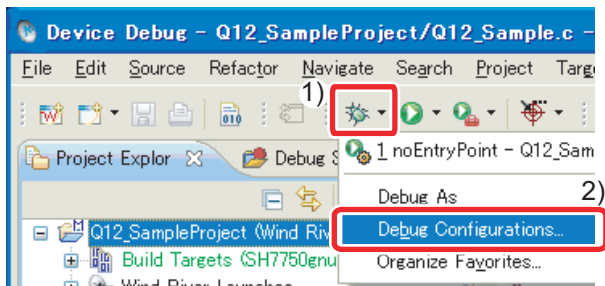 Device Debug - Q12_SampleProject/Q12_Sample.c -
File Edit Source Refactor Navigate Search Project Targ
1)
Project Explor Debug S
1 noEntryPoint - Q12_Sam
Debug As
2)
Q12_SampleProject (Wind Riv
Debug Configurations...
Build Targets (SH7750gnu
Organize Favorites...
Wind River Launches